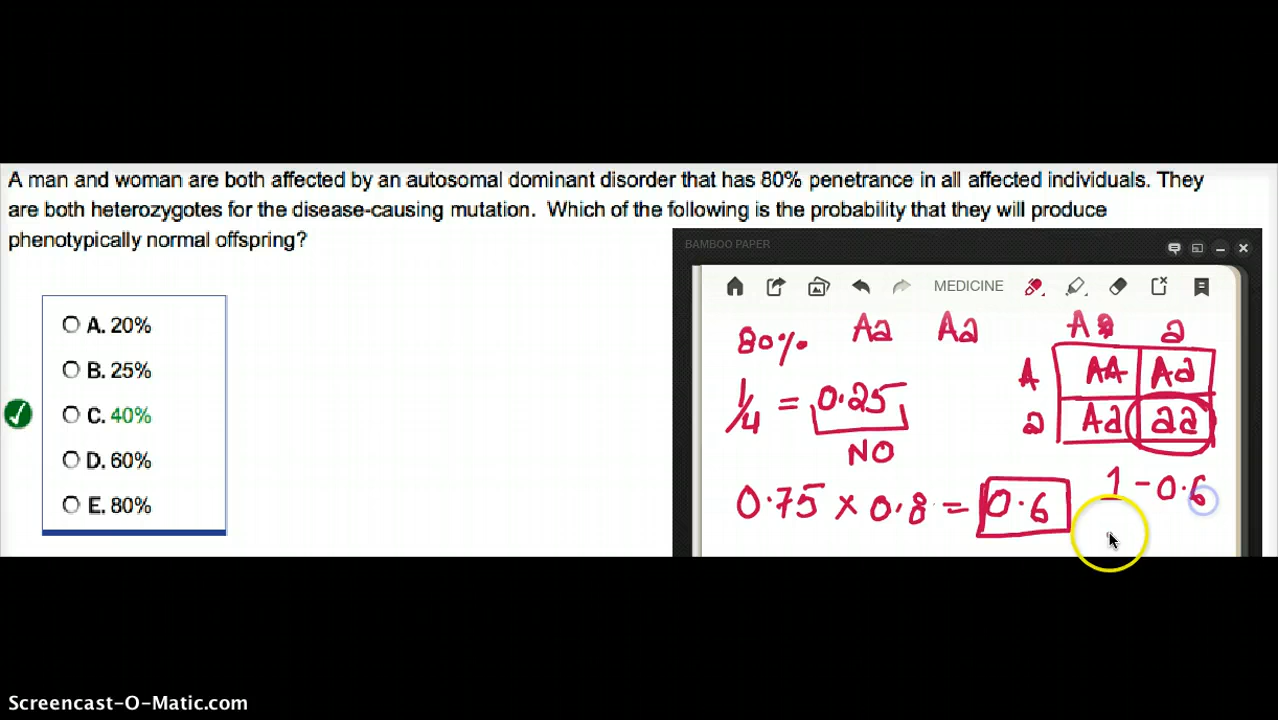 A man and woman are both affected by an autosomal dominant disorder that has 80% penetrance in all affected individuals. They
are both heterozygotes for the disease-causing mutation. Which of the following is the probability that they will produce
phenotypically normal offspring?
A. 20%
B. 25%
C. 40%
D. 60%
E. 80%
BAMBOO PAPER
MEDICINE
80% Aa Aa
A a
A AA Aa
a Aa aa
1/4 = 0.25
NO
0.75 x 0.8 = 0.6
1 - 0.6
Screencast-O-Matic.com